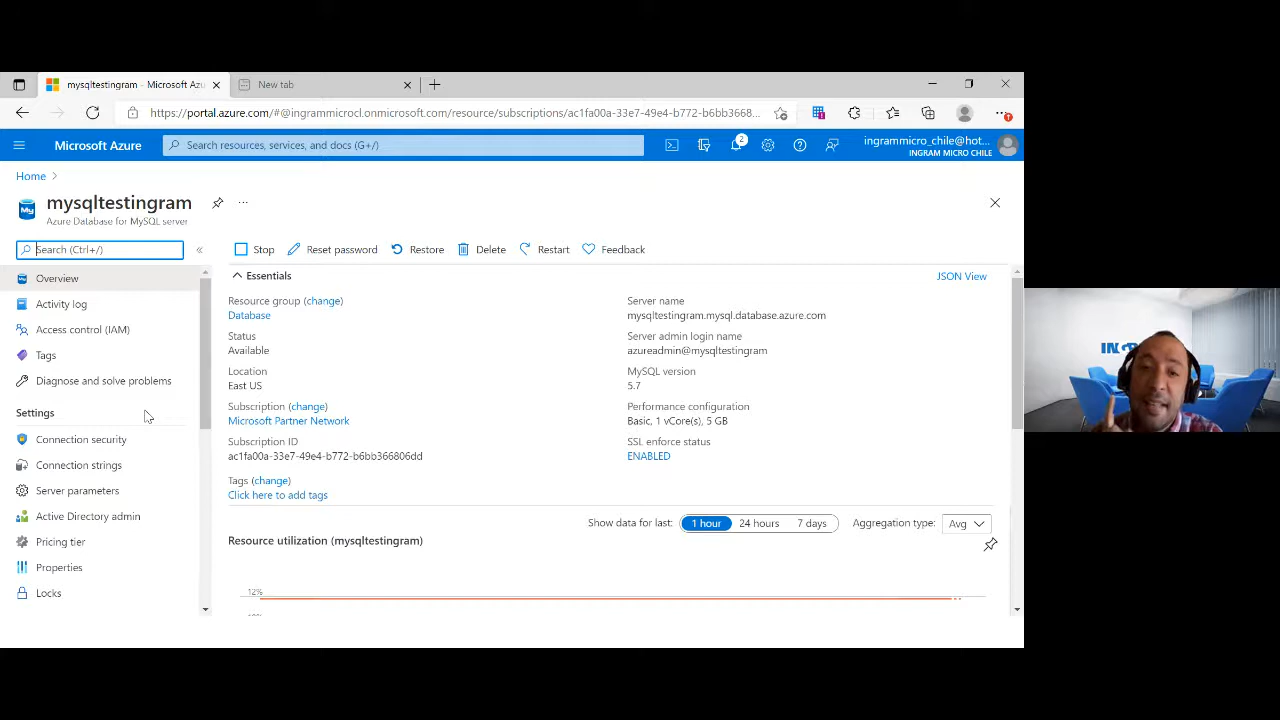 mysqltestingram – Microsoft Azu
New tab
https://portal.azure.com/#@ingrammicrocl.onmicrosoft.com/resource/subscriptions/ac1fa00a-33e7-49e4-b772-b6bb3668...
Microsoft Azure
Search resources, services, and docs (G+/)
2
ingrammicro_chile@hot...
INGRAM MICRO CHILE
Home >
mysqltestingram
Azure Database for MySQL server
Search (Ctrl+/)
«
Stop
Reset password
Restore
Delete
Restart
Feedback
Overview
Activity log
Access control (IAM)
Tags
Diagnose and solve problems
Settings
Connection security
Connection strings
Server parameters
Active Directory admin
Pricing tier
Properties
Locks
Essentials
JSON View
Resource group (change)
Database
Status
Available
Location
East US
Subscription (change)
Microsoft Partner Network
Subscription ID
ac1fa00a-33e7-49e4-b772-b6bb366806dd
Tags (change)
Click here to add tags
Server name
mysqltestingram.mysql.database.azure.com
Server admin login name
azureadmin@mysqltestingram
MySQL version
5.7
Performance configuration
Basic, 1 vCore(s), 5 GB
SSL enforce status
ENABLED
Show data for last:
1 hour
24 hours
7 days
Aggregation type:
Avg
Resource utilization (mysqltestingram)
12%